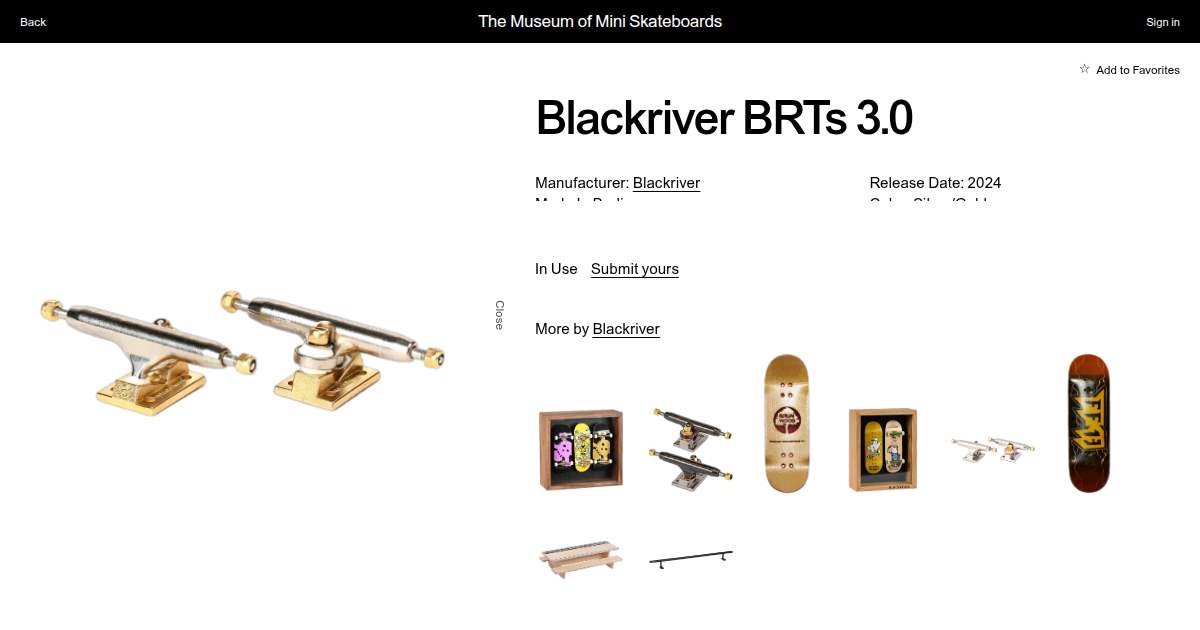 Back
The Museum of Mini Skateboards
Sign in
☆ Add to Favorites
Blackriver BRTs 3.0
Manufacturer: Blackriver
Release Date: 2024
In Use
Submit yours
Close
More by Blackriver